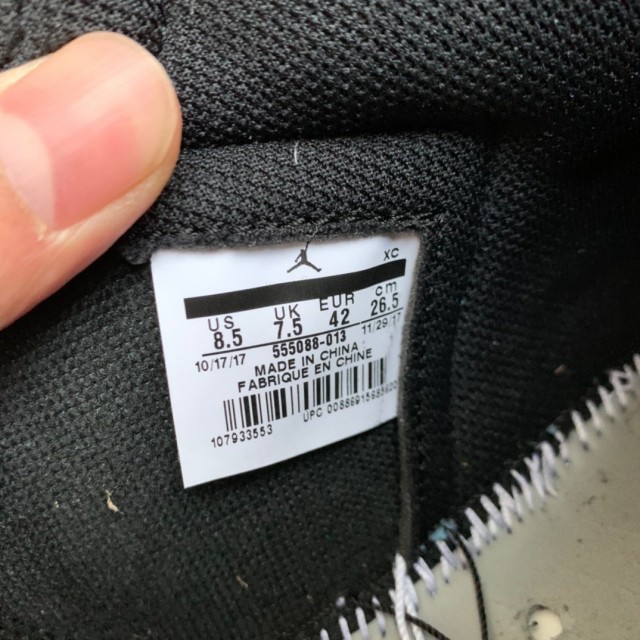 XC
US UK EUR cm
8.5 7.5 42 26.5
10/17/17 555088-013 11/29/17
MADE IN CHINA
FABRIQUE EN CHINE
107933553 UPC